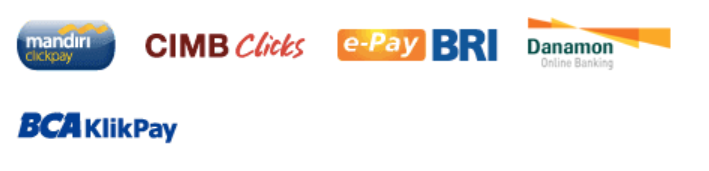 mandiri
clickpay
CIMB Clicks
e-Pay BRI
Danamon
Online Banking
BCA KlikPay